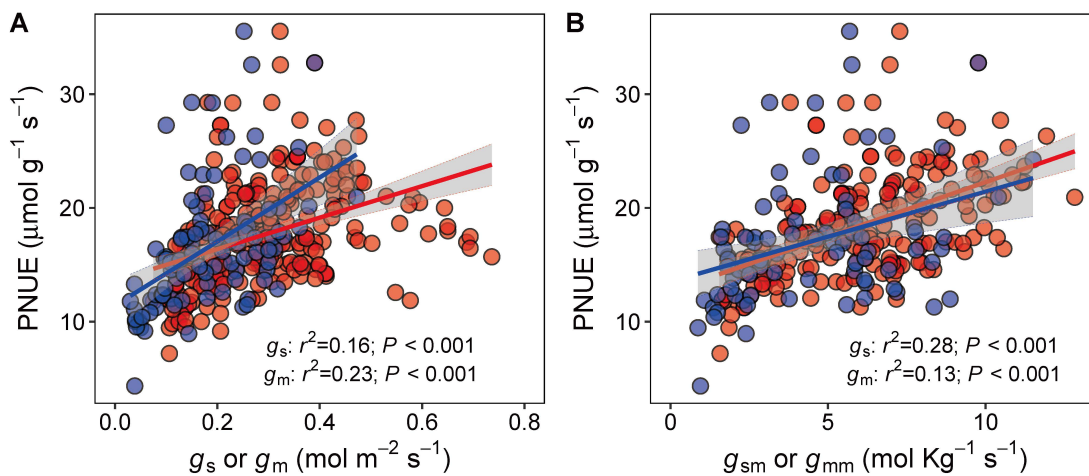 A
PNUE (μmol g⁻¹ s⁻¹)
30
20
10
gₛ: r²=0.16; P < 0.001
gₘ: r²=0.23; P < 0.001
0.0 0.2 0.4 0.6 0.8
gₛ or gₘ (mol m⁻² s⁻¹)
B
PNUE (μmol g⁻¹ s⁻¹)
30
20
10
gₛ: r²=0.28; P < 0.001
gₘ: r²=0.13; P < 0.001
0 5 10
gₛₘ or gₘₘ (mol Kg⁻¹ s⁻¹)